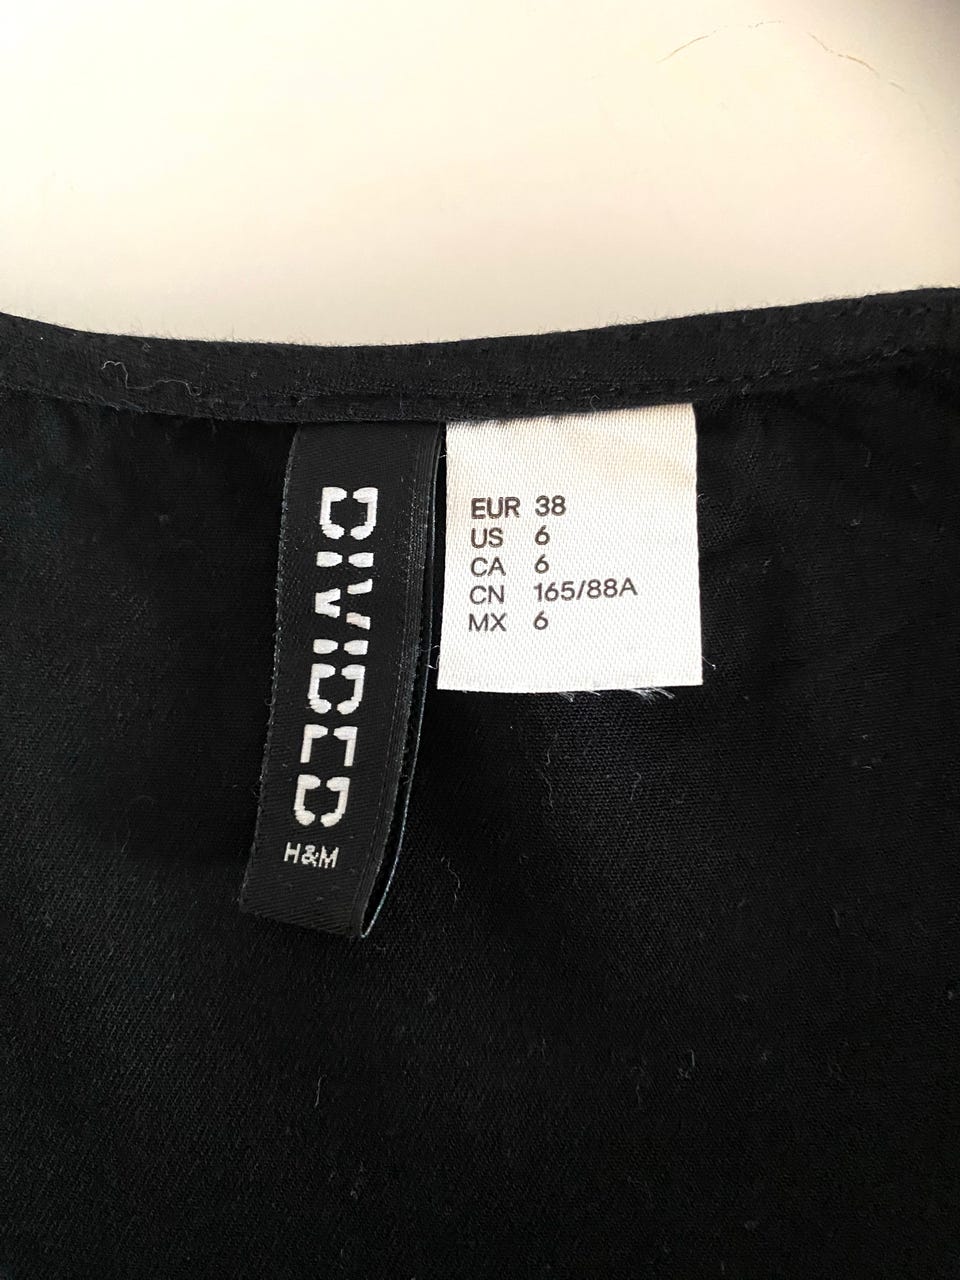 DIVIDED
H&M
EUR 38
US 6
CA 6
CN 165/88A
MX 6